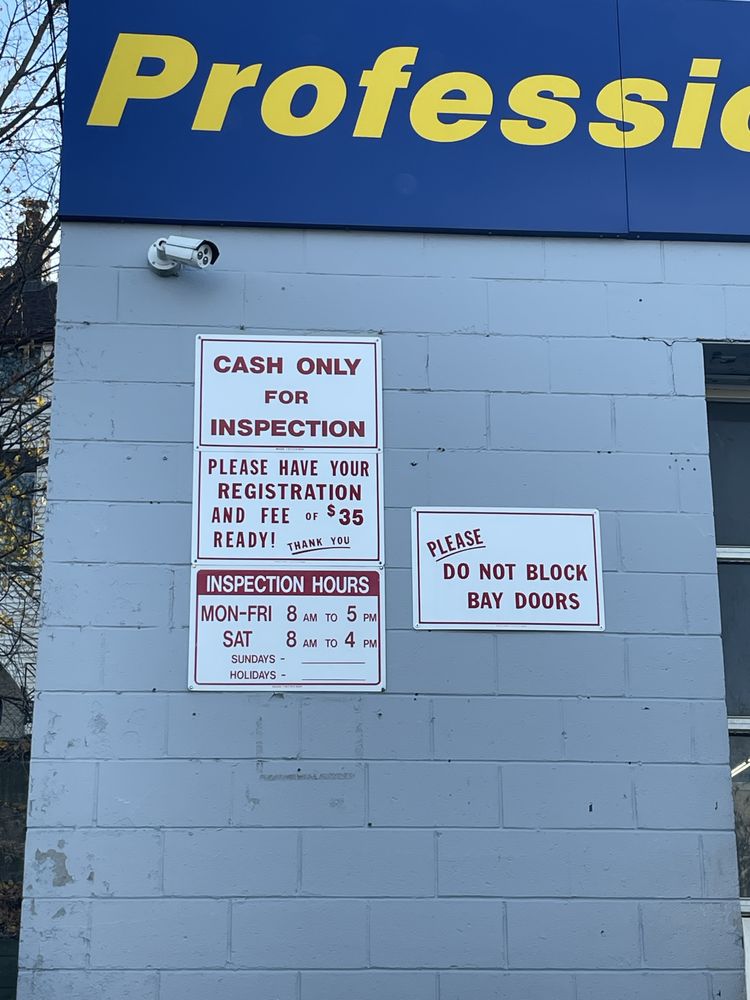 Professio
CASH ONLY
FOR
INSPECTION
PLEASE HAVE YOUR
REGISTRATION
AND FEE OF $35
READY! THANK YOU
INSPECTION HOURS
MON-FRI 8 AM TO 5 PM
SAT 8 AM TO 4 PM
SUNDAYS -
HOLIDAYS -
PLEASE
DO NOT BLOCK
BAY DOORS